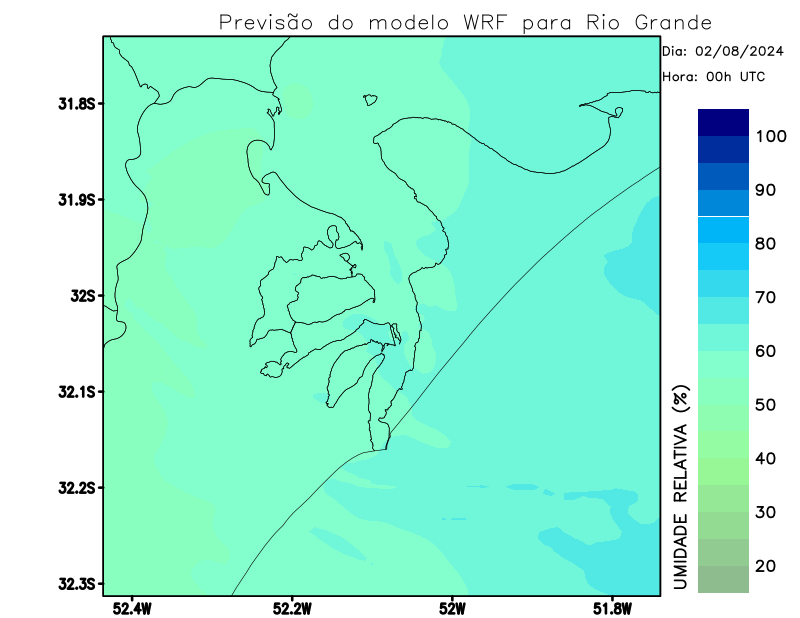 Previsão do modelo WRF para Rio Grande
Dia: 02/08/2024
Hora: 00h UTC
31.8S
31.9S
32S
32.1S
32.2S
32.3S
52.4W
52.2W
52W
51.8W
100
90
80
70
60
50
40
30
20
UMIDADE RELATIVA (%)